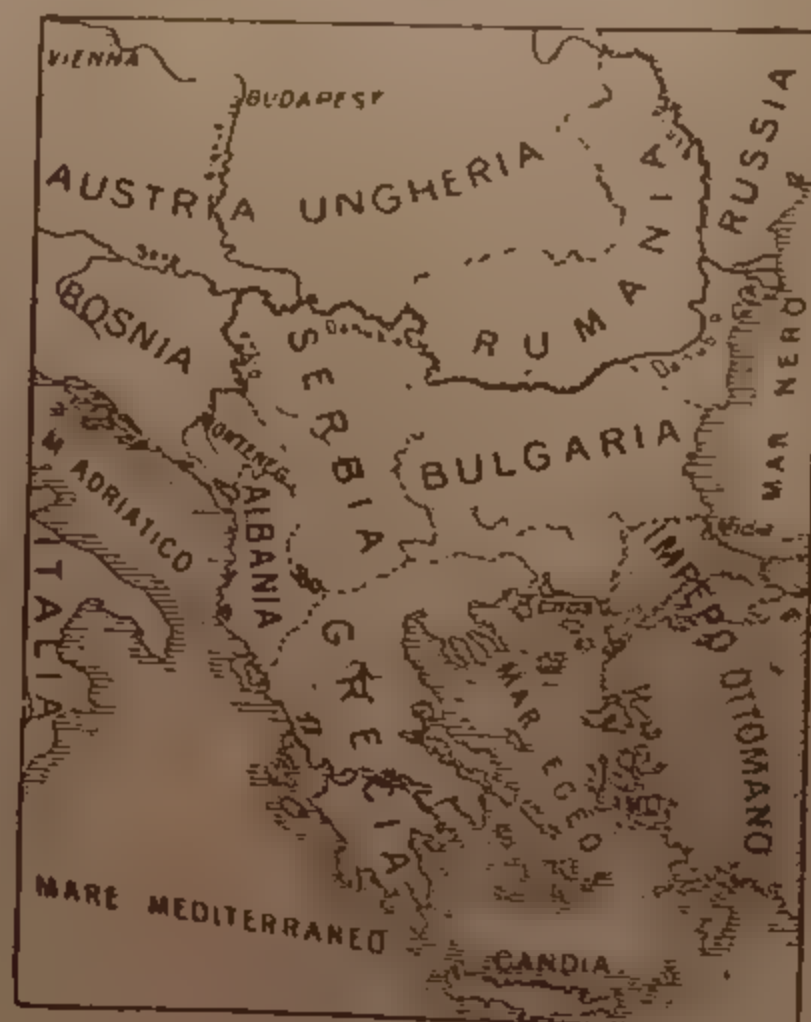 VIENNA
BUDAPEST
RUSSIA
AUSTRIA UNGHERIA
RUMANIA
BOSNIA
SERBIA
MAR NERO
MONTENEG.
BULGARIA
M. ADRIATICO
ALBANIA
ITALIA
IMPERO OTTOMANO
GRECIA
MAR EGEO
MARE MEDITERRANEO
CANDIA